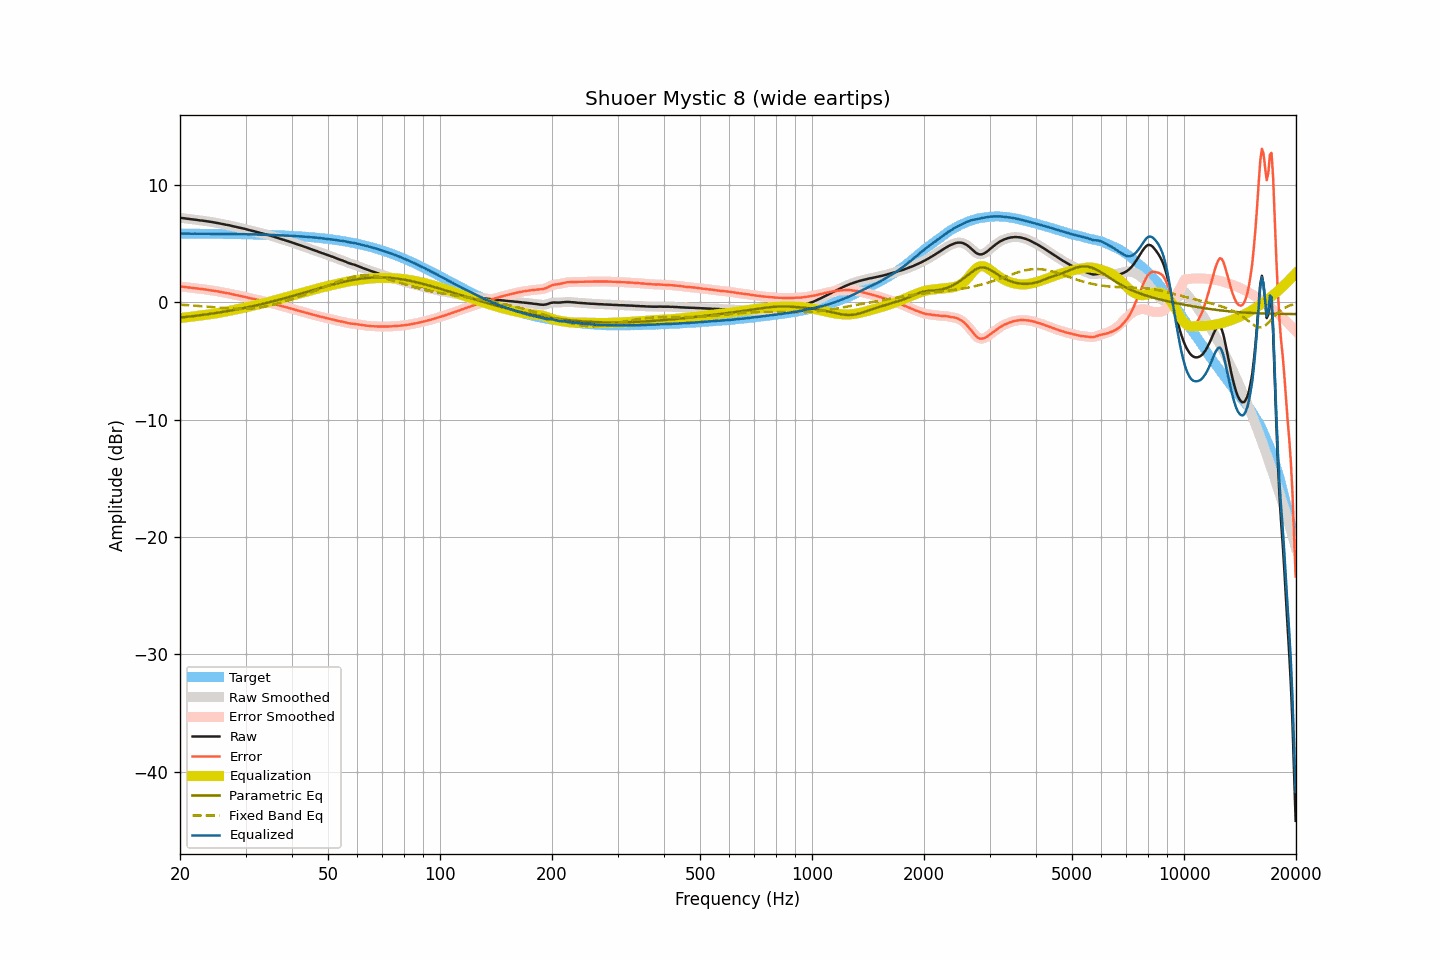 Shuoer Mystic 8 (wide eartips)
Amplitude (dBr)
10
0
−10
−20
−30
−40
Target
Raw Smoothed
Error Smoothed
Raw
Error
Equalization
Parametric Eq
Fixed Band Eq
Equalized
20 50 100 200 500 1000 2000 5000 10000 20000
Frequency (Hz)